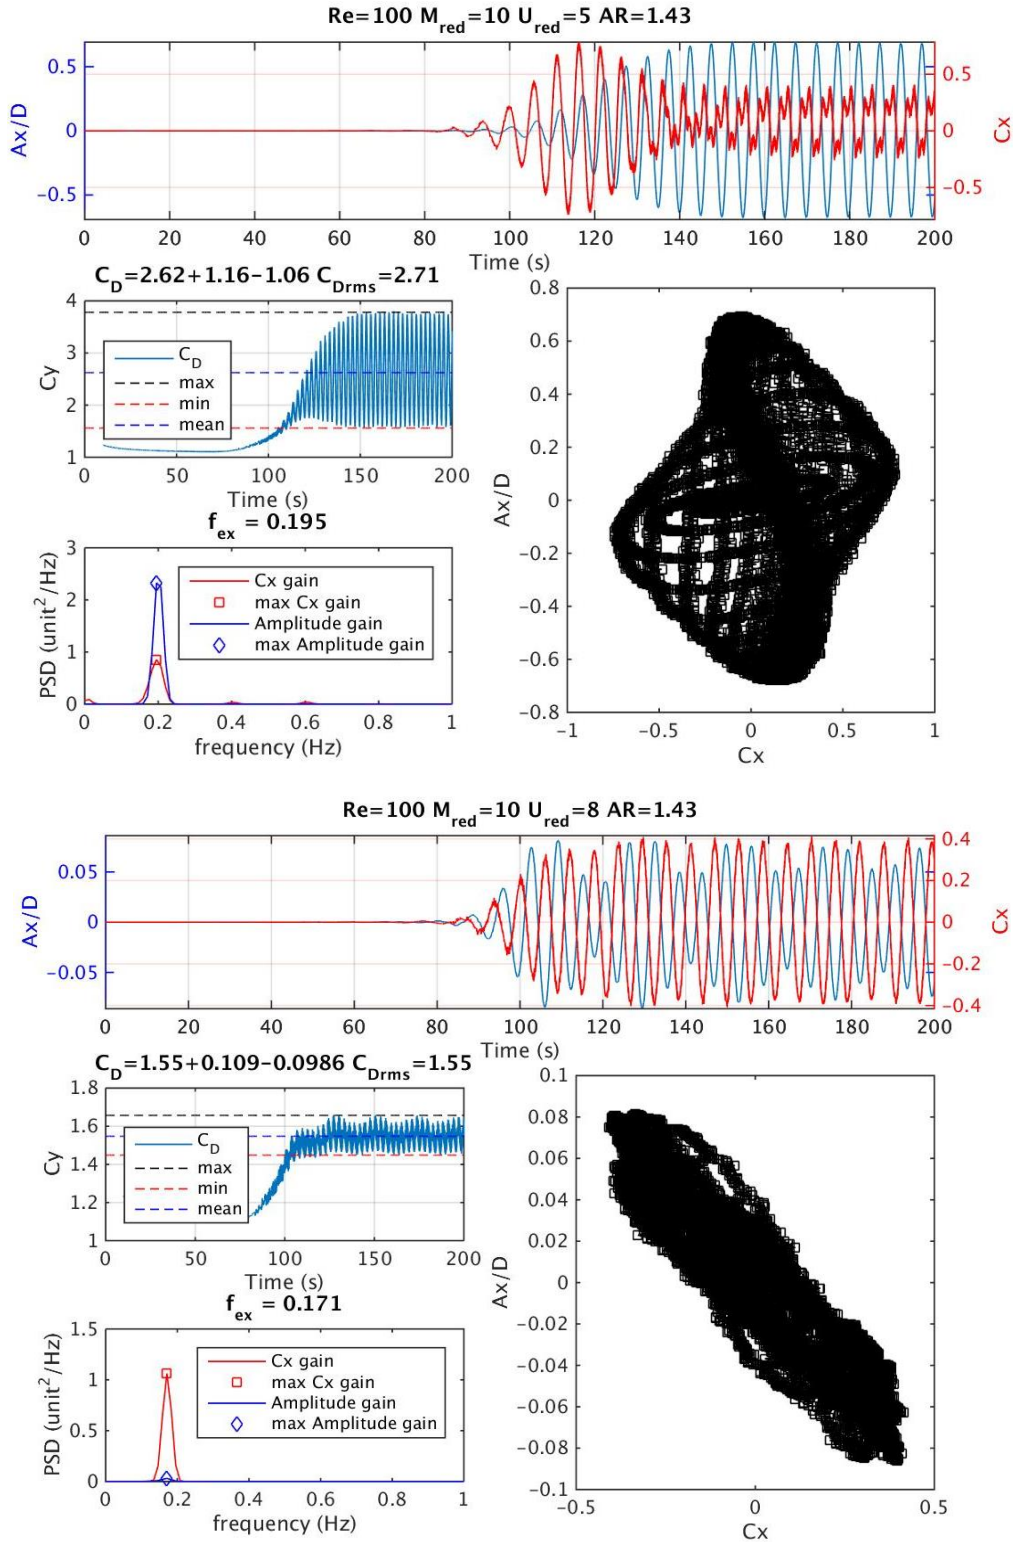 Re=100 M_red=10 U_red=5 AR=1.43
0.5
0
-0.5
Ax/D
0.5
0
-0.5
Cx
0 20 40 60 80 100 120 140 160 180 200
Time (s)
C_D=2.62+1.16-1.06 C_Drms=2.71
4
3
2
1
Cy
C_D
max
min
mean
0 50 100 150 200
Time (s)
f_ex = 0.195
3
2
1
0
PSD (unit²/Hz)
Cx gain
max Cx gain
Amplitude gain
max Amplitude gain
0 0.2 0.4 0.6 0.8 1
frequency (Hz)
0.8
0.6
0.4
0.2
0
-0.2
-0.4
-0.6
-0.8
Ax/D
-1 -0.5 0 0.5 1
Cx
Re=100 M_red=10 U_red=8 AR=1.43
0.05
0
-0.05
Ax/D
0.4
0.2
0
-0.2
-0.4
Cx
0 20 40 60 80 100 120 140 160 180 200
Time (s)
C_D=1.55+0.109-0.0986 C_Drms=1.55
1.8
1.6
1.4
1.2
1
Cy
C_D
max
min
mean
0 50 100 150 200
Time (s)
f_ex = 0.171
1.5
1
0.5
0
PSD (unit²/Hz)
Cx gain
max Cx gain
Amplitude gain
max Amplitude gain
0 0.2 0.4 0.6 0.8 1
frequency (Hz)
0.1
0.08
0.06
0.04
0.02
0
-0.02
-0.04
-0.06
-0.08
-0.1
Ax/D
-0.5 0 0.5
Cx